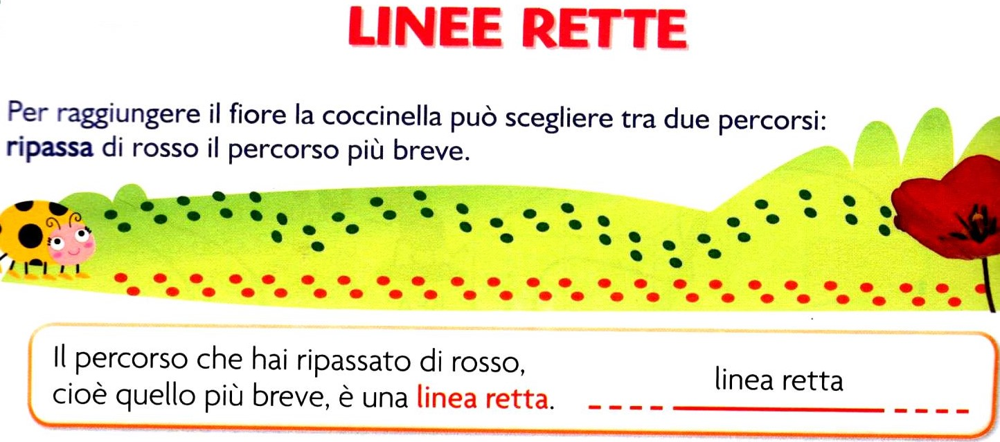 LINEE RETTE
Per raggiungere il fiore la coccinella può scegliere tra due percorsi:
ripassa di rosso il percorso più breve.
Il percorso che hai ripassato di rosso,
cioè quello più breve, è una linea retta.
linea retta